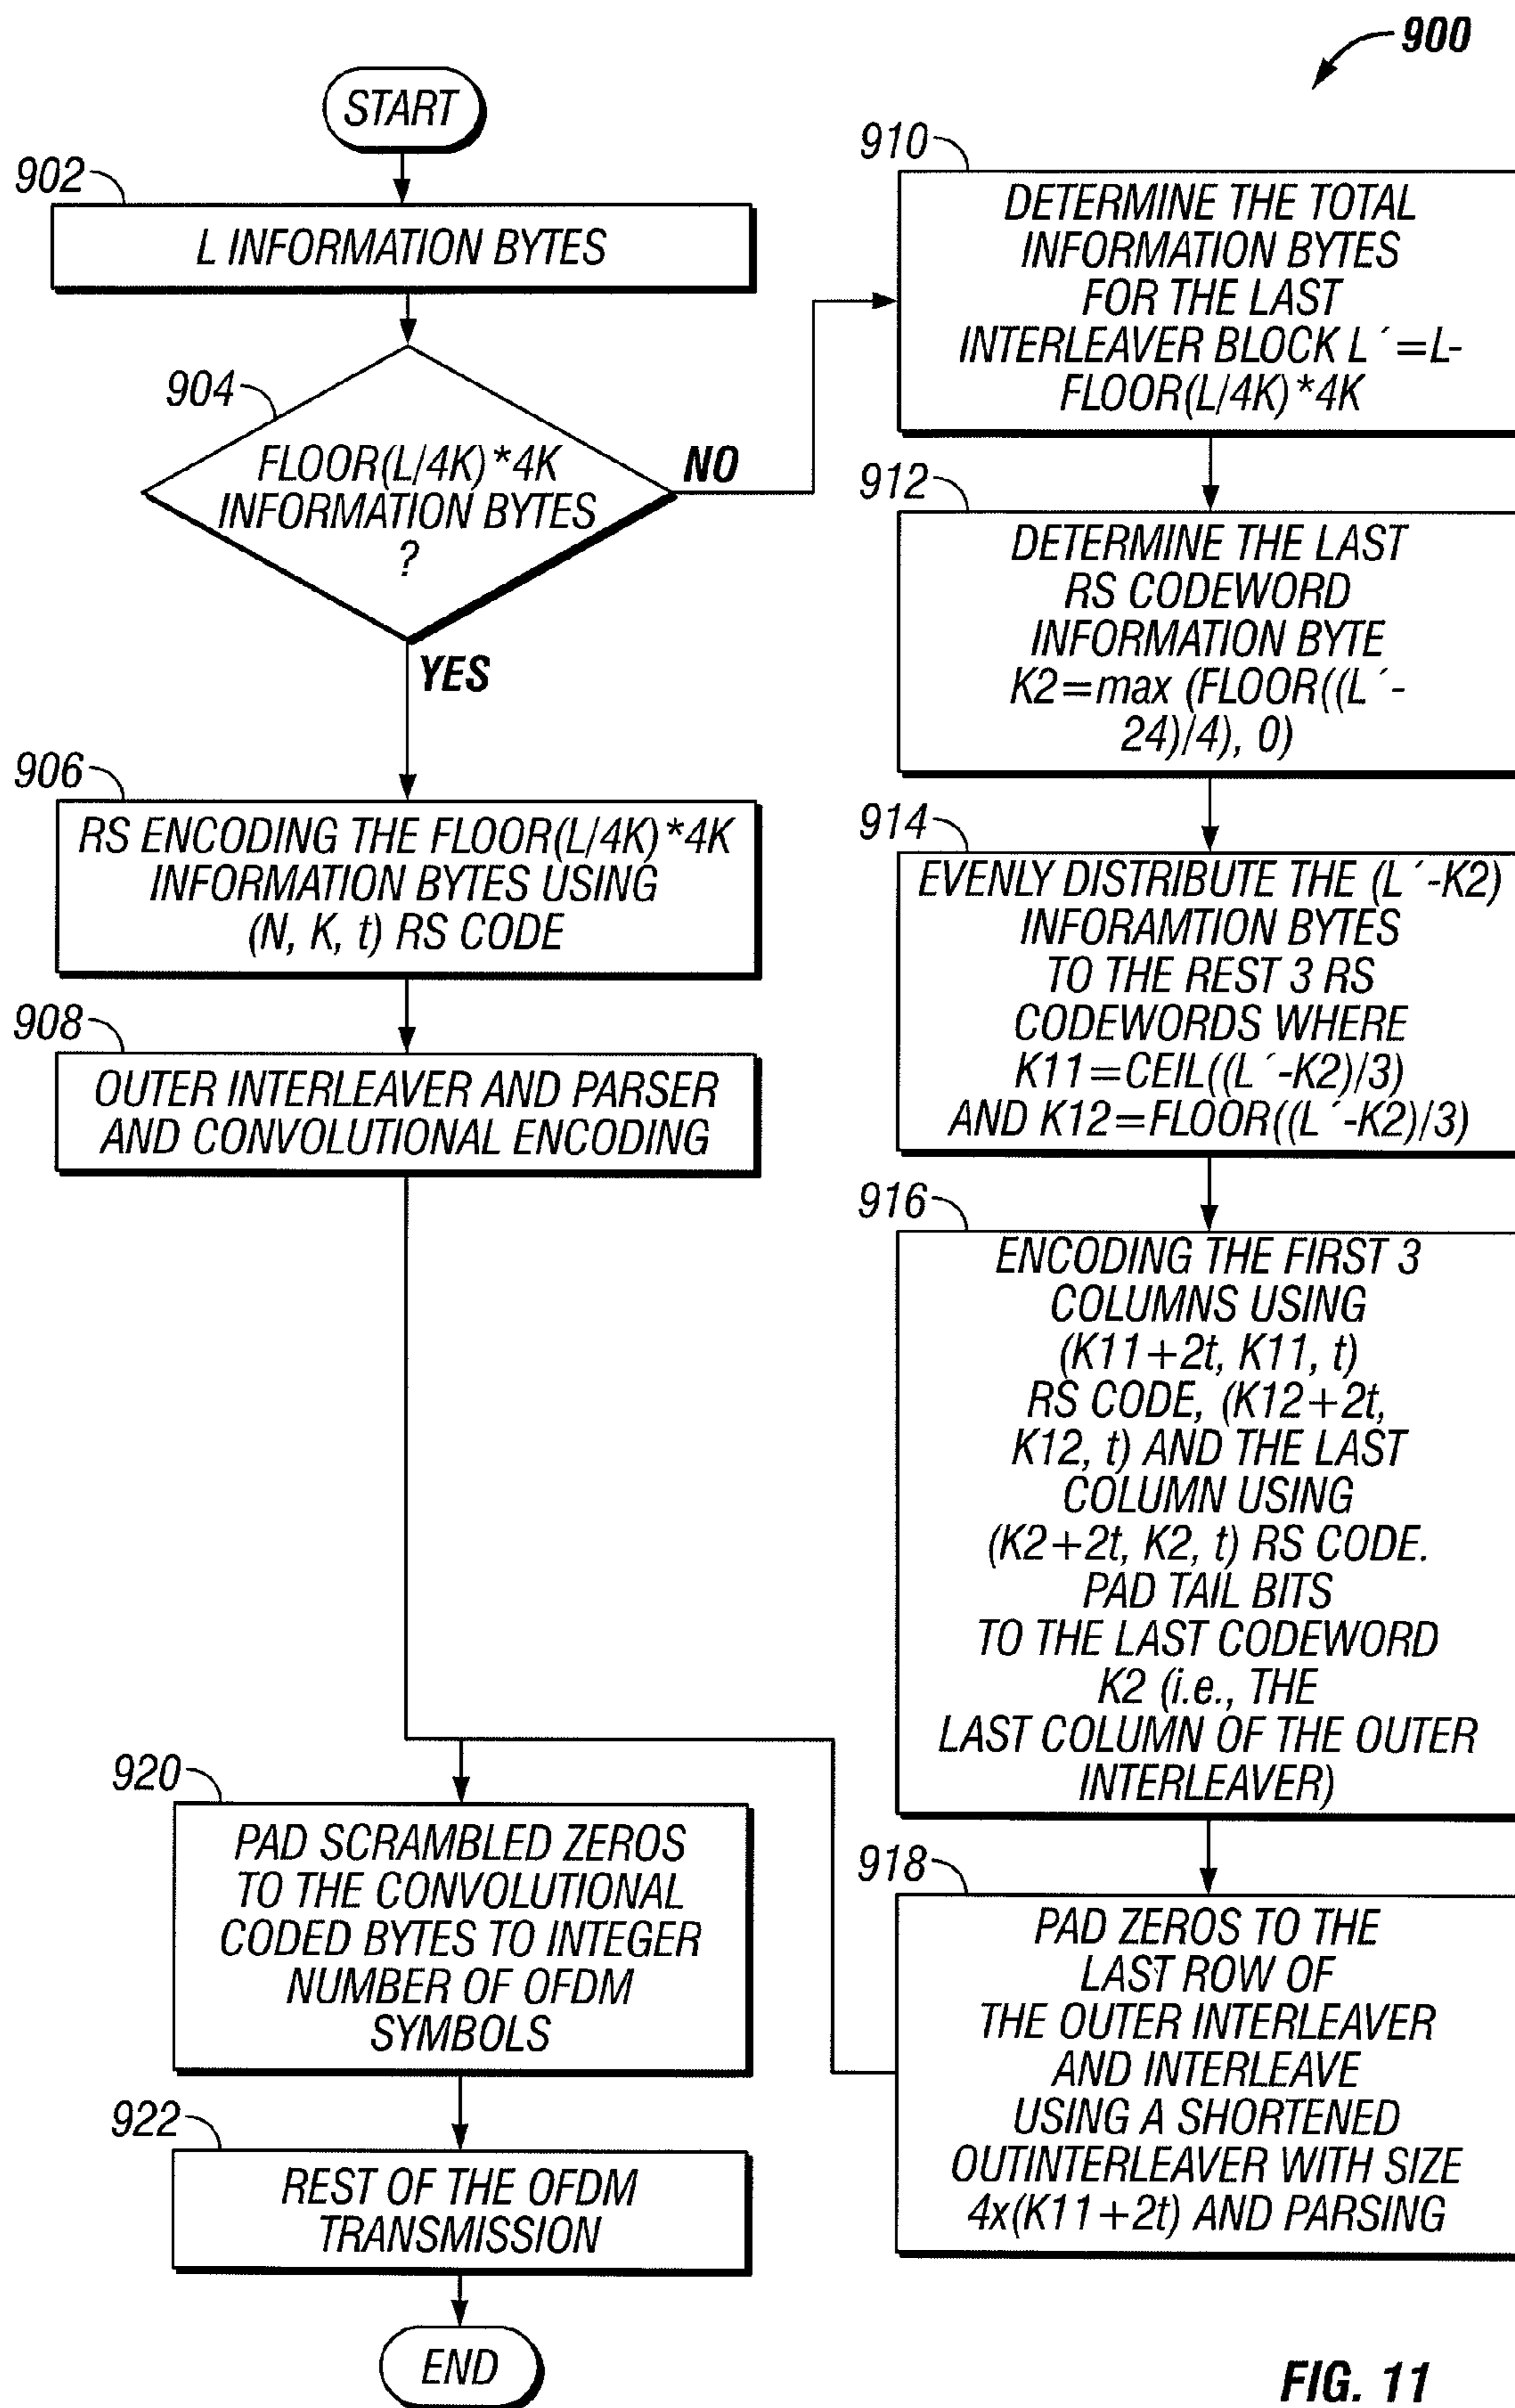 900
START
902
L INFORMATION BYTES
904
FLOOR(L/4K)*4K
INFORMATION BYTES
?
NO
YES
906
RS ENCODING THE FLOOR(L/4K)*4K
INFORMATION BYTES USING
(N, K, t) RS CODE
908
OUTER INTERLEAVER AND PARSER
AND CONVOLUTIONAL ENCODING
910
DETERMINE THE TOTAL
INFORMATION BYTES
FOR THE LAST
INTERLEAVER BLOCK L´=L-
FLOOR(L/4K)*4K
912
DETERMINE THE LAST
RS CODEWORD
INFORMATION BYTE
K2=max (FLOOR((L´-
24)/4), 0)
914
EVENLY DISTRIBUTE THE (L´-K2)
INFORAMTION BYTES
TO THE REST 3 RS
CODEWORDS WHERE
K11=CEIL((L´-K2)/3)
AND K12=FLOOR((L´-K2)/3)
916
ENCODING THE FIRST 3
COLUMNS USING
(K11+2t, K11, t)
RS CODE, (K12+2t,
K12, t) AND THE LAST
COLUMN USING
(K2+2t, K2, t) RS CODE.
PAD TAIL BITS
TO THE LAST CODEWORD
K2 (i.e., THE
LAST COLUMN OF THE OUTER
INTERLEAVER)
918
PAD ZEROS TO THE
LAST ROW OF
THE OUTER INTERLEAVER
AND INTERLEAVE
USING A SHORTENED
OUTINTERLEAVER WITH SIZE
4x(K11+2t) AND PARSING
920
PAD SCRAMBLED ZEROS
TO THE CONVOLUTIONAL
CODED BYTES TO INTEGER
NUMBER OF OFDM
SYMBOLS
922
REST OF THE OFDM
TRANSMISSION
END
FIG. 11